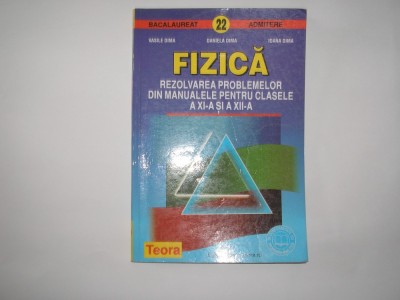 BACALAUREAT 22 ADMITERE
VASILE DIMA DANIELA DIMA IOANA DIMA
FIZICĂ
REZOLVAREA PROBLEMELOR
DIN MANUALELE PENTRU CLASELE
A XI-A ȘI A XII-A
Teora